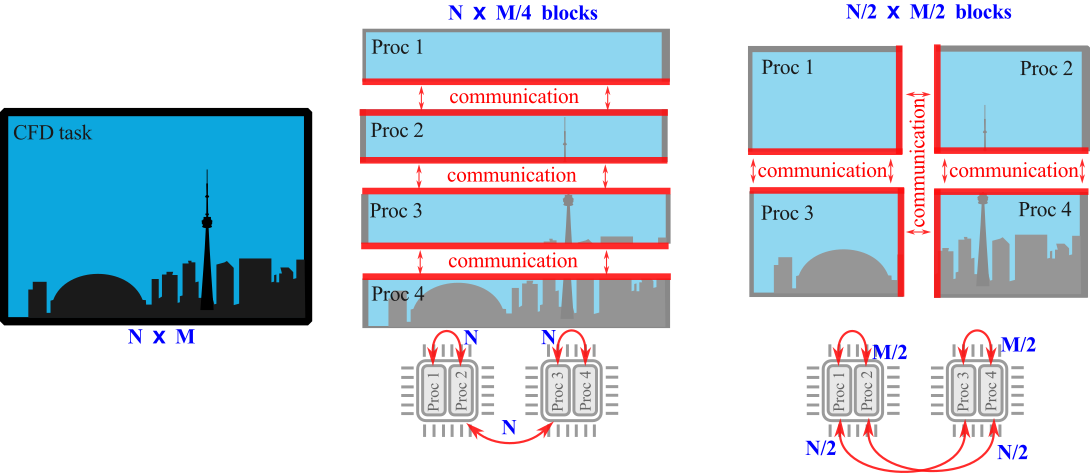 CFD task
N x M
N x M/4 blocks
Proc 1
communication
Proc 2
communication
Proc 3
communication
Proc 4
N
N
Proc 1
Proc 2
Proc 3
Proc 4
N
N/2 x M/2 blocks
Proc 1
Proc 2
communication
communication
communication
Proc 3
Proc 4
M/2
M/2
Proc 1
Proc 2
Proc 3
Proc 4
N/2
N/2